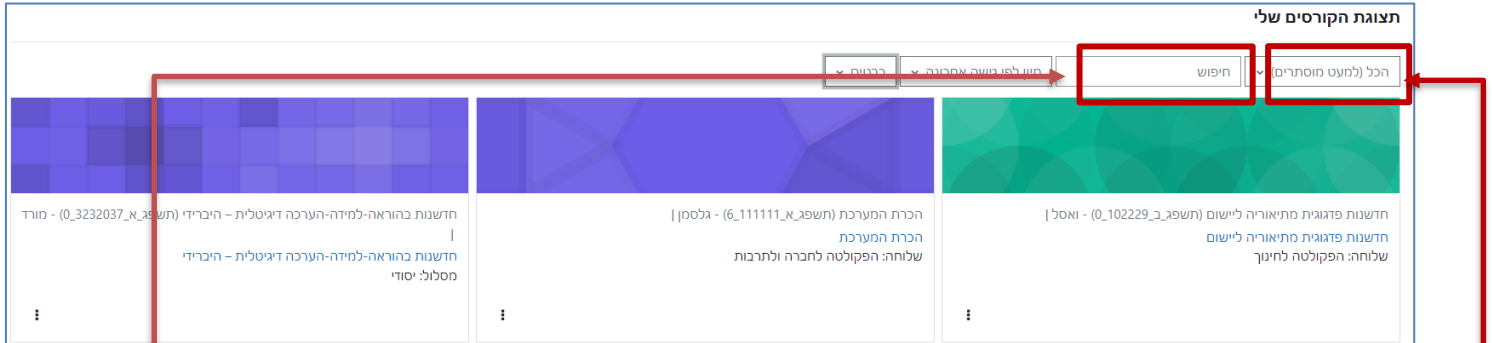 תצוגת הקורסים שלי
הכל (למעט מוסתרים) חיפוש מיון לפי גישה אחרונה כרטיס
חדשנות פדגוגית מתיאוריה ליישום (תשפג_ב_102229_0) - ואסל |
חדשנות פדגוגית מתיאוריה ליישום
שלוחה: הפקולטה לחינוך
הכרת המערכת (תשפג_א_111111_6) - גלסמן |
הכרת המערכת
שלוחה: הפקולטה לחברה ולתרבות
חדשנות בהוראה-למידה-הערכה דיגיטלית – היברידי (תשפג_א_3232037_0) - מורד
|
חדשנות בהוראה-למידה-הערכה דיגיטלית – היברידי
מסלול: יסודי